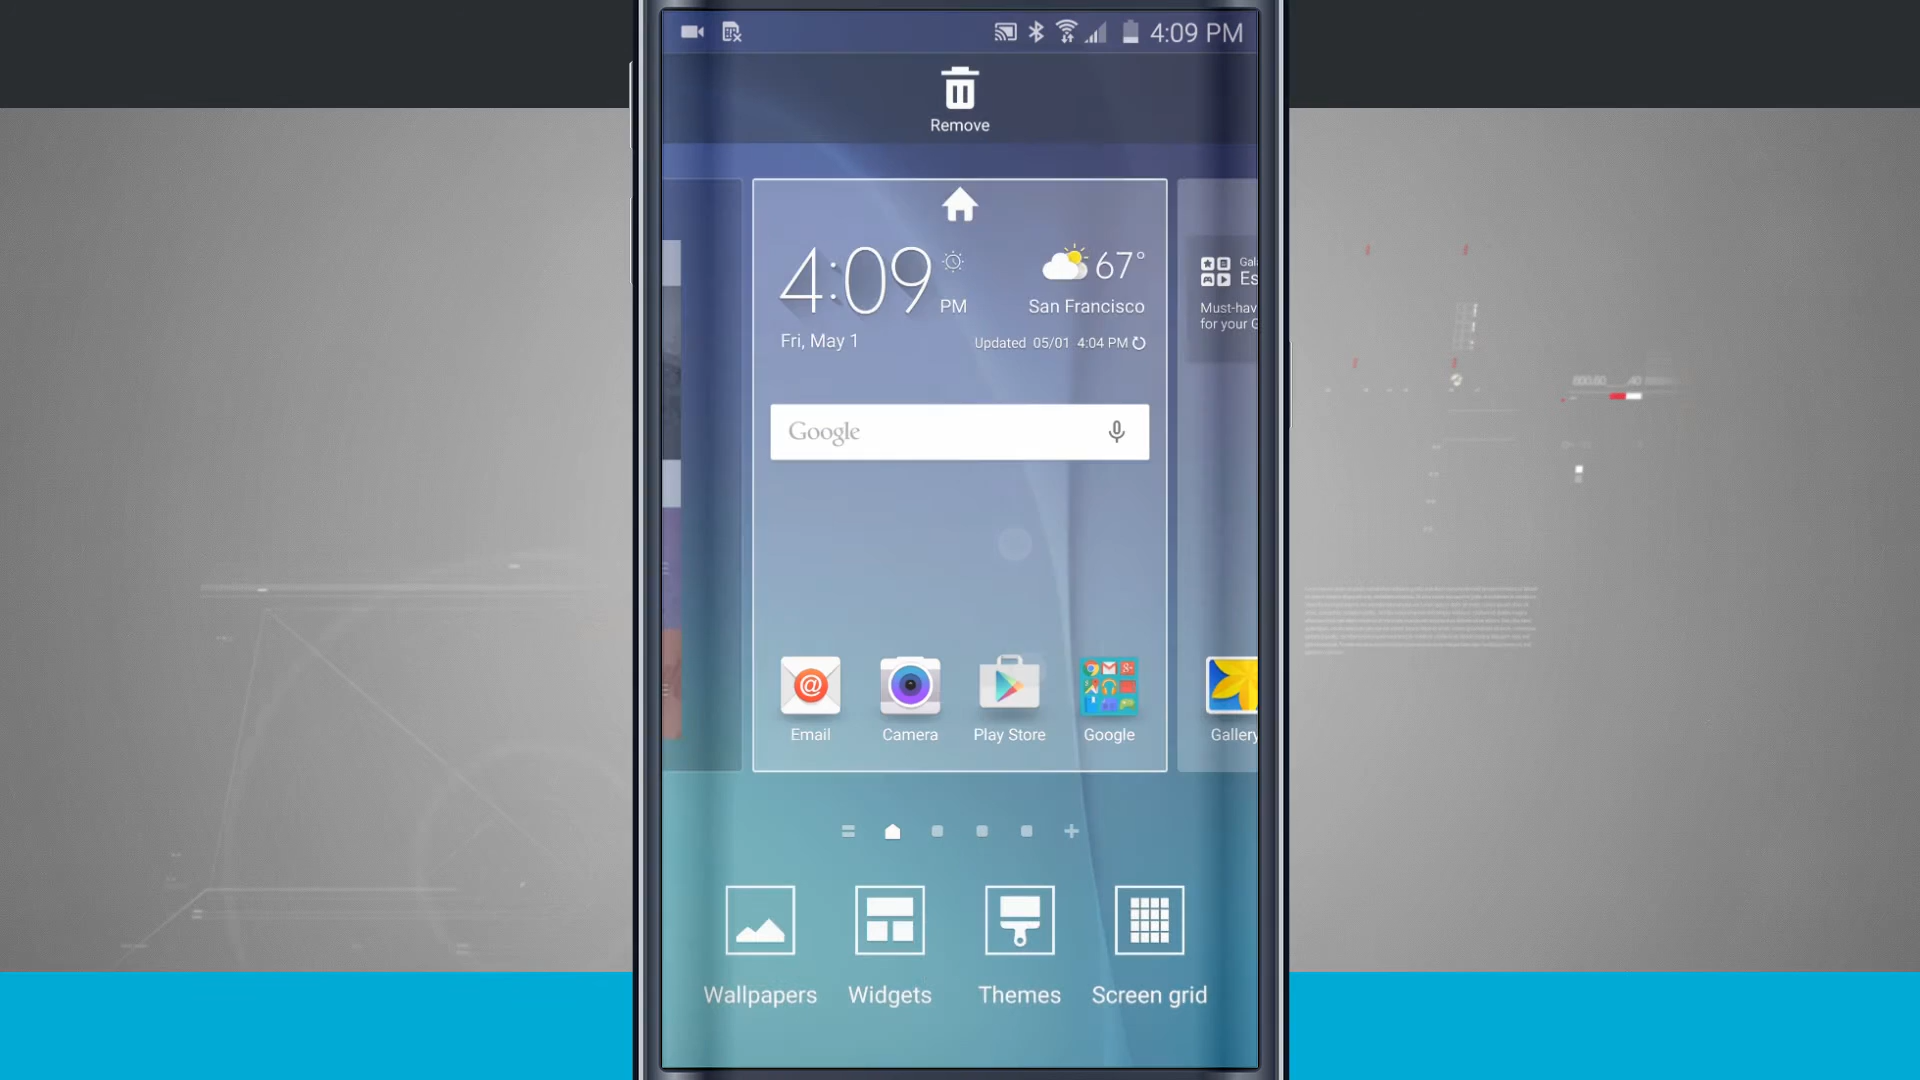 4:09 PM
Remove
4:09 PM
67°
San Francisco
Fri, May 1
Updated 05/01 4:04 PM
Google
Must-hav
for your G
Email
Camera
Play Store
Google
Gallery
Wallpapers
Widgets
Themes
Screen grid